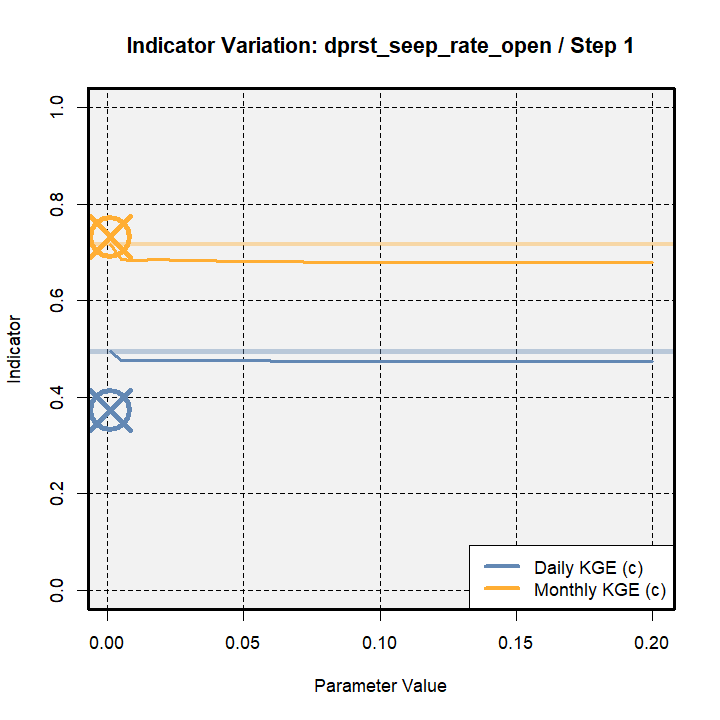 Indicator Variation: dprst_seep_rate_open / Step 1
Indicator
1.0
0.8
0.6
0.4
0.2
0.0
Daily KGE (c)
Monthly KGE (c)
0.00 0.05 0.10 0.15 0.20
Parameter Value